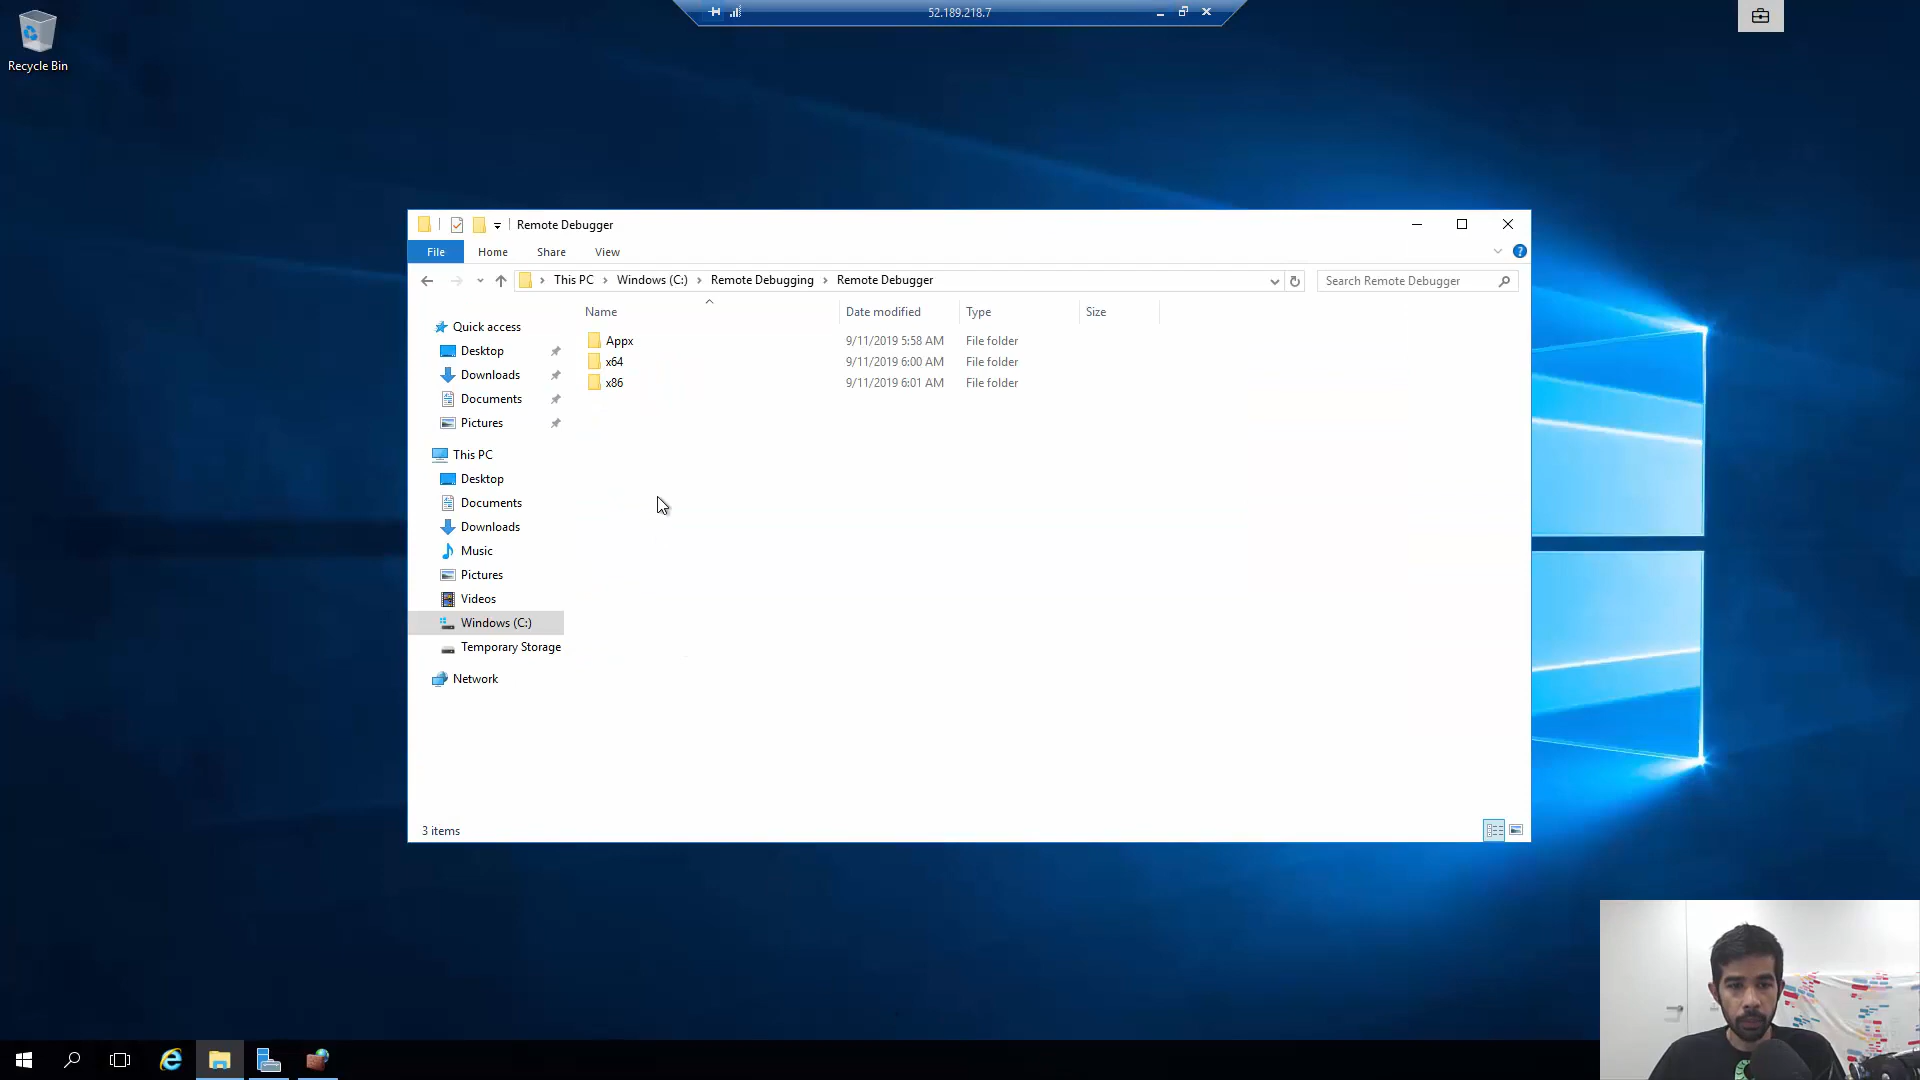 52.189.218.7
Recycle Bin
Remote Debugger
File Home Share View
This PC Windows (C:) Remote Debugging Remote Debugger
Search Remote Debugger
Name Date modified Type Size
Quick access
Desktop
Downloads
Documents
Pictures
This PC
Desktop
Documents
Downloads
Music
Pictures
Videos
Windows (C:)
Temporary Storage
Network
Appx 9/11/2019 5:58 AM File folder
x64 9/11/2019 6:00 AM File folder
x86 9/11/2019 6:01 AM File folder
3 items